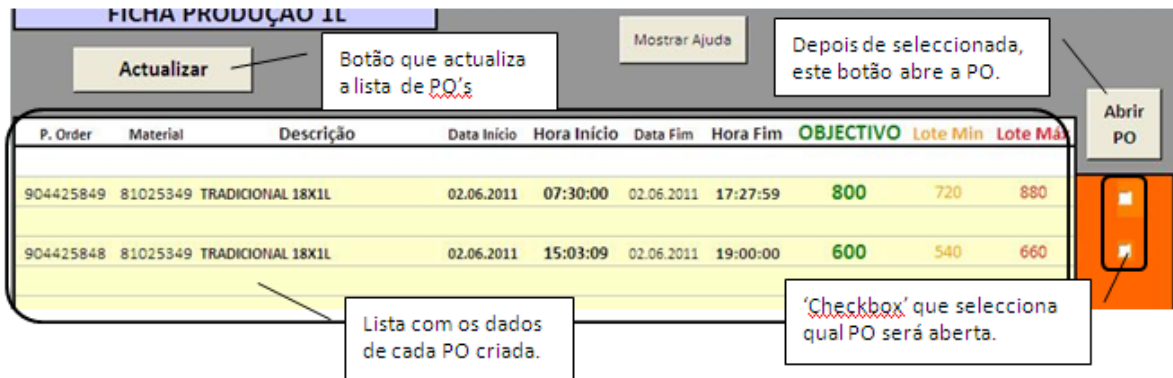 FICHA PRODUÇÃO 1L
Actualizar
Botão que actualiza
a lista de PO's
Mostrar Ajuda
Depois de seleccionada,
este botão abre a PO.
Abrir
PO
P. Order Material Descrição Data Início Hora Início Data Fim Hora Fim OBJECTIVO Lote Min Lote Máx
904425849 81025349 TRADICIONAL 18X1L 02.06.2011 07:30:00 02.06.2011 17:27:59 800 720 880
904425848 81025349 TRADICIONAL 18X1L 02.06.2011 15:03:09 02.06.2011 19:00:00 600 540 660
Lista com os dados
de cada PO criada.
'Checkbox' que selecciona
qual PO será aberta.